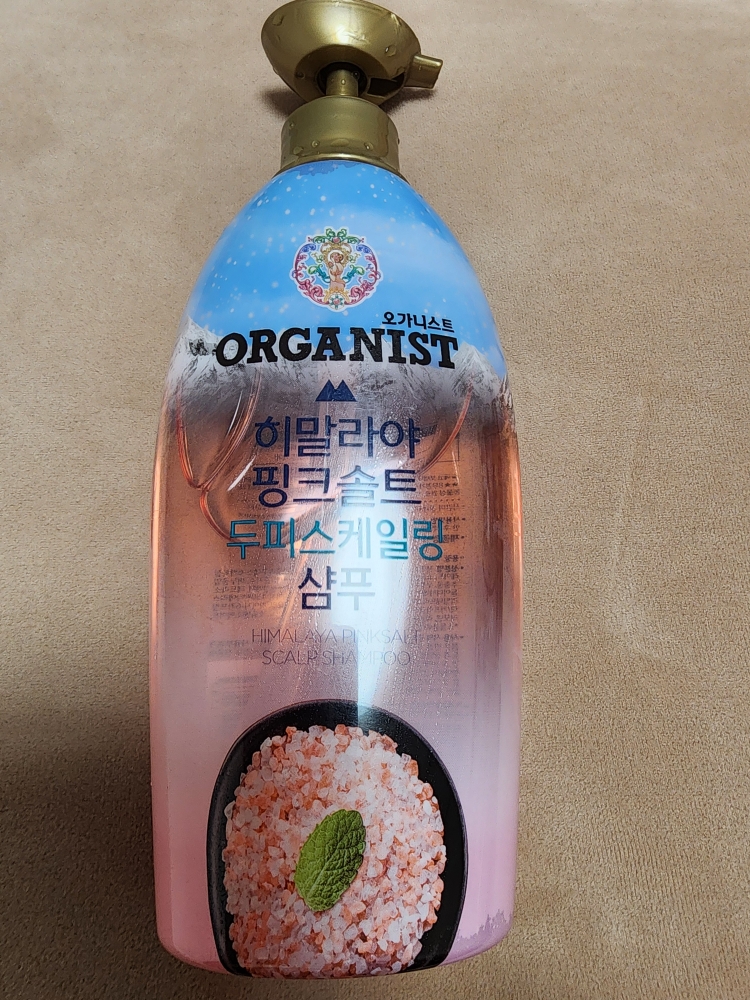 오가니스트
ORGANIST
히말라야
핑크솔트
두피스케일링
샴푸
HIMALAYA PINKSALT
SCALP SHAMPOO